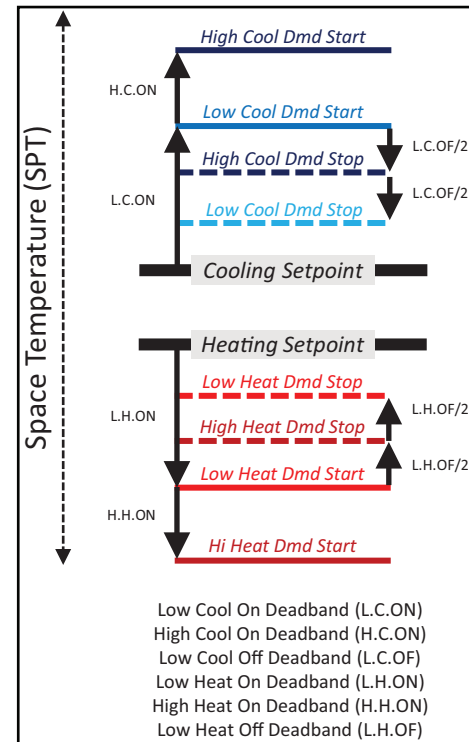 Space Temperature (SPT)
High Cool Dmd Start
H.C.ON
Low Cool Dmd Start
L.C.OF/2
High Cool Dmd Stop
L.C.ON
L.C.OF/2
Low Cool Dmd Stop
Cooling Setpoint
Heating Setpoint
Low Heat Dmd Stop
L.H.ON
L.H.OF/2
High Heat Dmd Stop
L.H.OF/2
Low Heat Dmd Start
H.H.ON
Hi Heat Dmd Start
Low Cool On Deadband (L.C.ON)
High Cool On Deadband (H.C.ON)
Low Cool Off Deadband (L.C.OF)
Low Heat On Deadband (L.H.ON)
High Heat On Deadband (H.H.ON)
Low Heat Off Deadband (L.H.OF)